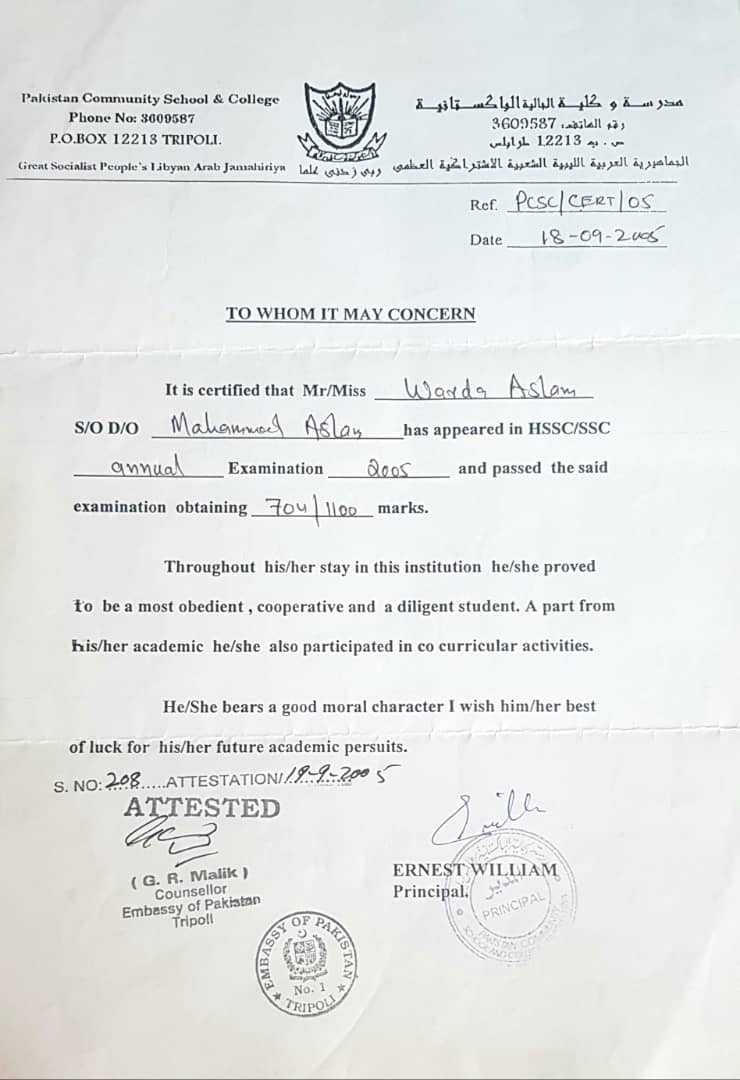 Pakistan Community School & College
Phone No: 3609587
P.O.BOX 12213 TRIPOLI.
Great Socialist People's Libyan Arab Jamahiriya
مدرسة و كلية الجالية الباكستانية
رقم الهاتف، 3609587
ص . ب 12213 طرابلس
الجماهيرية العربية الليبية الشعبية الاشتراكية العظمى
ربي زدني علما
Ref. PCSC/CERT/05
Date 18-09-2005
TO WHOM IT MAY CONCERN
It is certified that Mr/Miss Warda Aslam
S/O D/O Mahammad Aslam has appeared in HSSC/SSC
annual Examination 2005 and passed the said
examination obtaining 704/1100 marks.
Throughout his/her stay in this institution he/she proved
to be a most obedient , cooperative and a diligent student. A part from
his/her academic he/she also participated in co curricular activities.
He/She bears a good moral character I wish him/her best
of luck for his/her future academic persuits.
S. NO: 208.....ATTESTATION/19-9-2005
ATTESTED
( G. R. Malik )
Counsellor
Embassy of Pakistan
Tripoli
EMBASSY OF PAKISTAN
No. 1
TRIPOLI
ERNEST WILLIAM
Principal.
PRINCIPAL